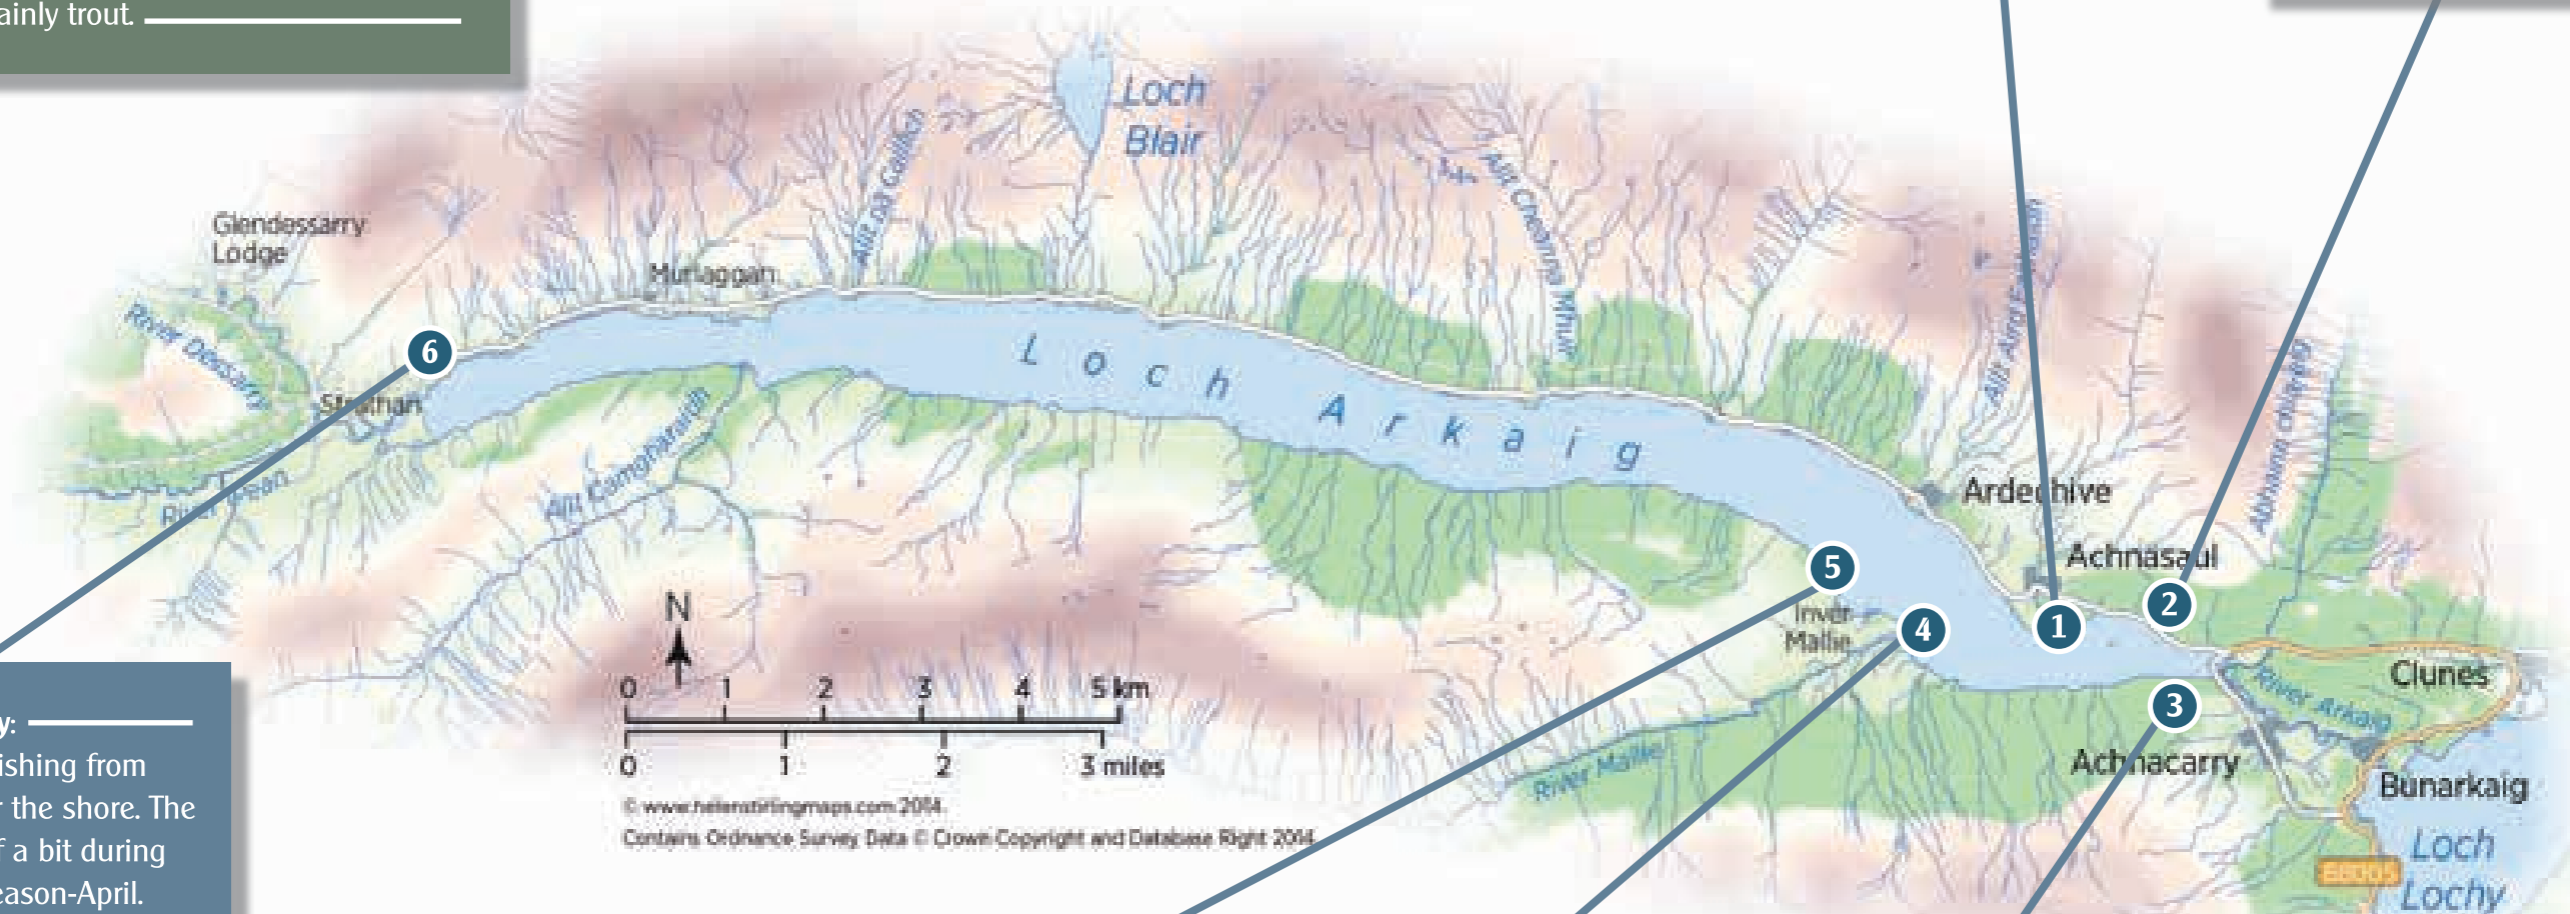 ainly trout.
Loch
Blair
Glendessarry
Lodge
Murlaggan
River Dessarry
6
Strathan
River
Allt Camgharaidh
Loch Arkaig
Allt Cheanna Mhuir
Ardechive
Achnasaul
5
Inver
Mallie
4
1
2
3
Clunes
River Arkaig
River Mallie
Achnacarry
Bunarkaig
Loch
Lochy
B8005
N
0 1 2 3 4 5 km
0 1 2 3 miles
© www.helenstirlingmaps.com 2014
Contains Ordnance Survey Data © Crown Copyright and Database Right 2014
y:
ishing from
r the shore. The
f a bit during
eason-April.